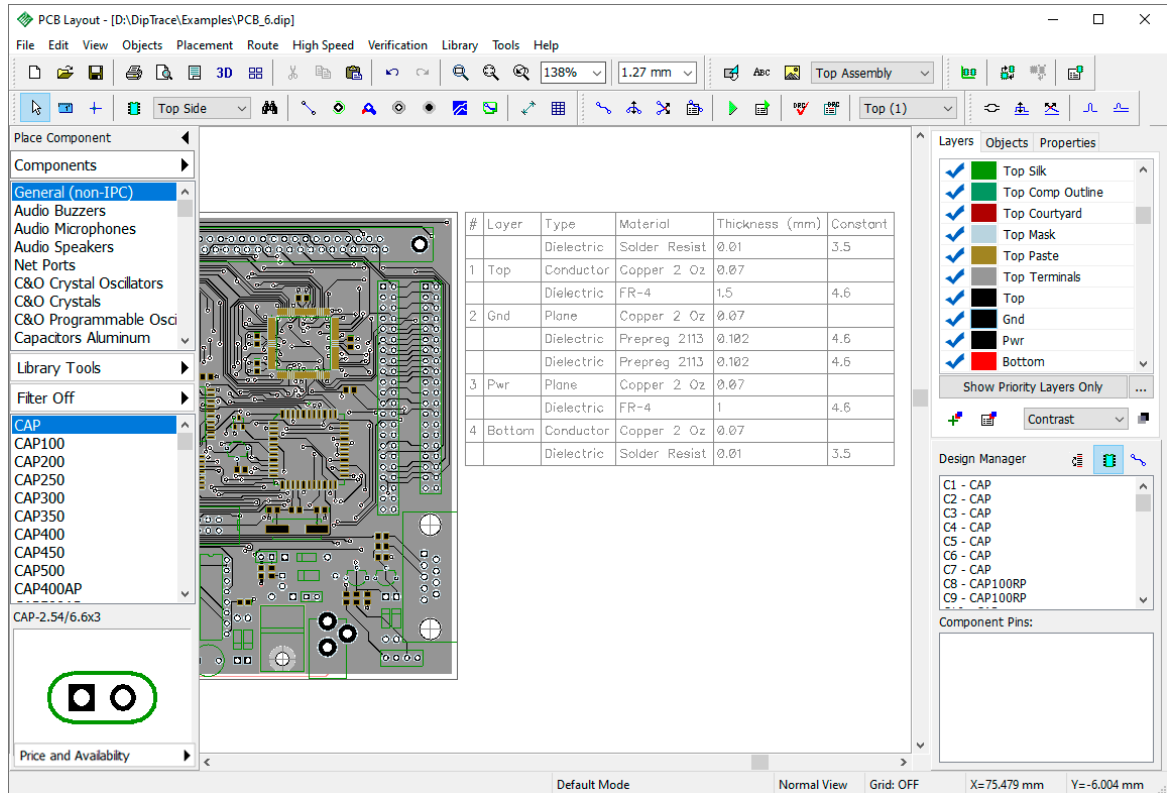 PCB Layout - [D:\DipTrace\Examples\PCB_6.dip]
File Edit View Objects Placement Route High Speed Verification Library Tools Help
3D 138% 1.27 mm ABC Top Assembly
Top Side DRC DRC Top (1)
Place Component
Components
General (non-IPC)
Audio Buzzers
Audio Microphones
Audio Speakers
Net Ports
C&O Crystal Oscillators
C&O Crystals
C&O Programmable Osci
Capacitors Aluminum
Library Tools
Filter Off
CAP
CAP100
CAP200
CAP250
CAP300
CAP350
CAP400
CAP450
CAP500
CAP400AP
CAP-2.54/6.6x3
Price and Availabilty
# Layer Type Material Thickness (mm) Constant
Dielectric Solder Resist 0.01 3.5
1 Top Conductor Copper 2 Oz 0.07
Dielectric FR-4 1.5 4.6
2 Gnd Plane Copper 2 Oz 0.07
Dielectric Prepreg 2113 0.102 4.6
Dielectric Prepreg 2113 0.102 4.6
3 Pwr Plane Copper 2 Oz 0.07
Dielectric FR-4 1 4.6
4 Bottom Conductor Copper 2 Oz 0.07
Dielectric Solder Resist 0.01 3.5
Layers Objects Properties
Top Silk
Top Comp Outline
Top Courtyard
Top Mask
Top Paste
Top Terminals
Top
Gnd
Pwr
Bottom
Show Priority Layers Only ...
Contrast
Design Manager
C1 - CAP
C2 - CAP
C3 - CAP
C4 - CAP
C5 - CAP
C6 - CAP
C7 - CAP
C8 - CAP100RP
C9 - CAP100RP
Component Pins:
Default Mode Normal View Grid: OFF X=75.479 mm Y=-6.004 mm